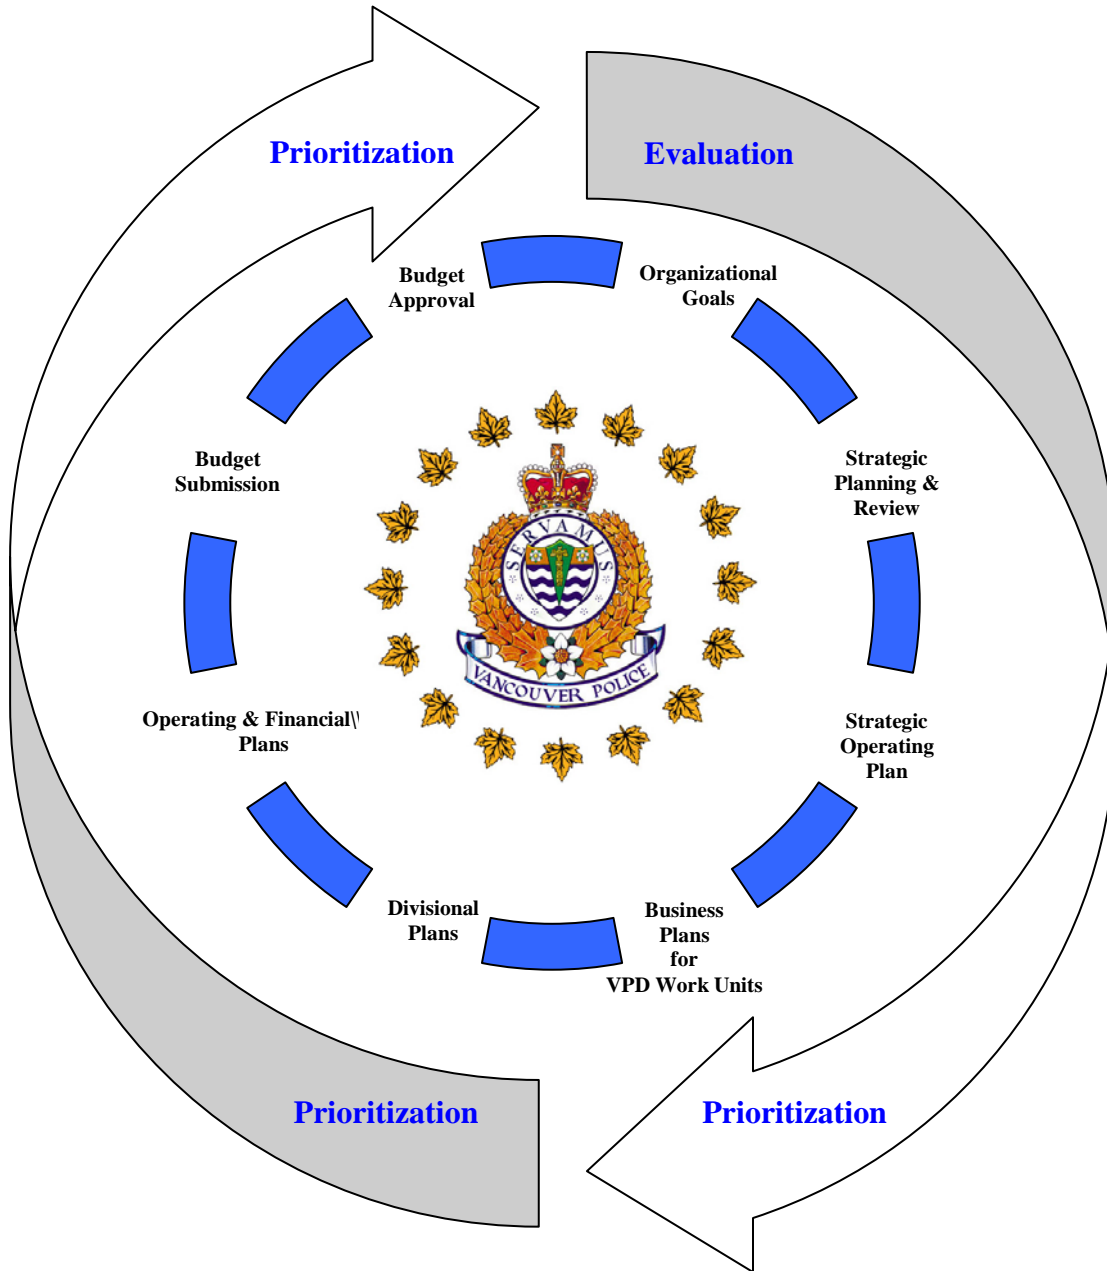 Prioritization
Evaluation
Budget
Approval
Organizational
Goals
Budget
Submission
Strategic
Planning &
Review
SERVAMUS
VANCOUVER POLICE
Operating & Financial\\
Plans
Strategic
Operating
Plan
Divisional
Plans
Business
Plans
for
VPD Work Units
Prioritization
Prioritization